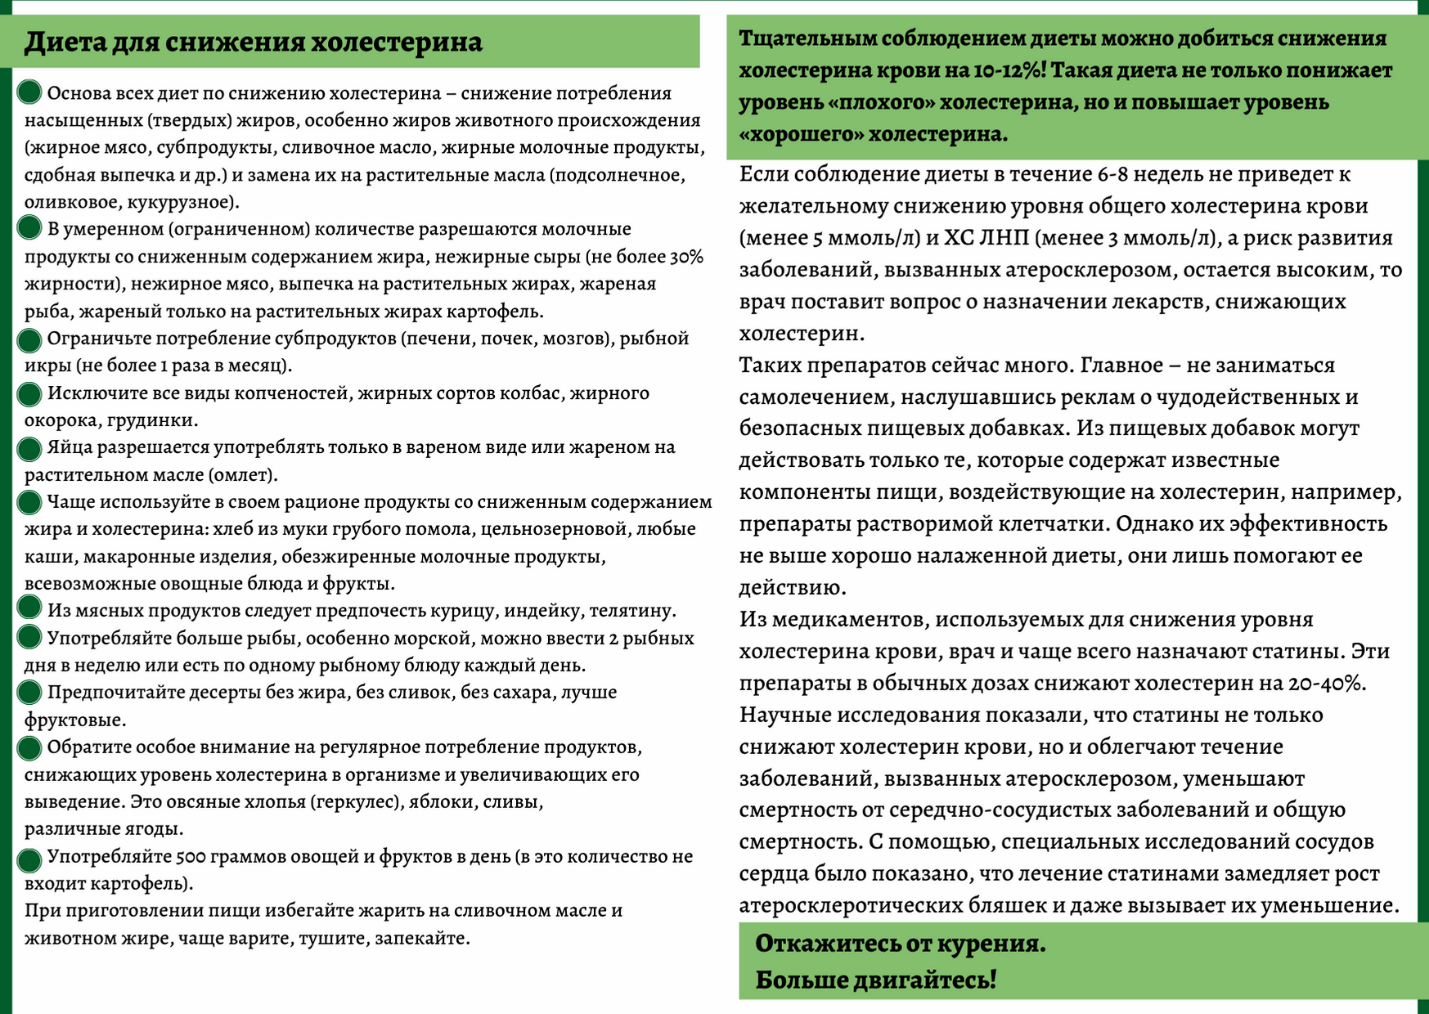 Диета для снижения холестерина
Основа всех диет по снижению холестерина – снижение потребления
насыщенных (твердых) жиров, особенно жиров животного происхождения
(жирное мясо, субпродукты, сливочное масло, жирные молочные продукты,
сдобная выпечка и др.) и замена их на растительные масла (подсолнечное,
оливковое, кукурузное).
В умеренном (ограниченном) количестве разрешаются молочные
продукты со сниженным содержанием жира, нежирные сыры (не более 30%
жирности), нежирное мясо, выпечка на растительных жирах, жареная
рыба, жареный только на растительных жирах картофель.
Ограничьте потребление субпродуктов (печени, почек, мозгов), рыбной
икры (не более 1 раза в месяц).
Исключите все виды копченостей, жирных сортов колбас, жирного
окорока, грудинки.
Яйца разрешается употреблять только в вареном виде или жареном на
растительном масле (омлет).
Чаще используйте в своем рационе продукты со сниженным содержанием
жира и холестерина: хлеб из муки грубого помола, цельнозерновой, любые
каши, макаронные изделия, обезжиренные молочные продукты,
всевозможные овощные блюда и фрукты.
Из мясных продуктов следует предпочесть курицу, индейку, телятину.
Употребляйте больше рыбы, особенно морской, можно ввести 2 рыбных
дня в неделю или есть по одному рыбному блюду каждый день.
Предпочитайте десерты без жира, без сливок, без сахара, лучше
фруктовые.
Обратите особое внимание на регулярное потребление продуктов,
снижающих уровень холестерина в организме и увеличивающих его
выведение. Это овсяные хлопья (геркулес), яблоки, сливы,
различные ягоды.
Употребляйте 500 граммов овощей и фруктов в день (в это количество не
входит картофель).
При приготовлении пищи избегайте жарить на сливочном масле и
животном жире, чаще варите, тушите, запекайте.
Тщательным соблюдением диеты можно добиться снижения
холестерина крови на 10-12%! Такая диета не только понижает
уровень «плохого» холестерина, но и повышает уровень
«хорошего» холестерина.
Если соблюдение диеты в течение 6-8 недель не приведет к
желательному снижению уровня общего холестерина крови
(менее 5 ммоль/л) и ХС ЛНП (менее 3 ммоль/л), а риск развития
заболеваний, вызванных атеросклерозом, остается высоким, то
врач поставит вопрос о назначении лекарств, снижающих
холестерин.
Таких препаратов сейчас много. Главное – не заниматься
самолечением, наслушавшись реклам о чудодейственных и
безопасных пищевых добавках. Из пищевых добавок могут
действовать только те, которые содержат известные
компоненты пищи, воздействующие на холестерин, например,
препараты растворимой клетчатки. Однако их эффективность
не выше хорошо налаженной диеты, они лишь помогают ее
действию.
Из медикаментов, используемых для снижения уровня
холестерина крови, врач и чаще всего назначают статины. Эти
препараты в обычных дозах снижают холестерин на 20-40%.
Научные исследования показали, что статины не только
снижают холестерин крови, но и облегчают течение
заболеваний, вызванных атеросклерозом, уменьшают
смертность от середчно-сосудистых заболеваний и общую
смертность. С помощью, специальных исследований сосудов
сердца было показано, что лечение статинами замедляет рост
атеросклеротических бляшек и даже вызывает их уменьшение.
Откажитесь от курения.
Больше двигайтесь!